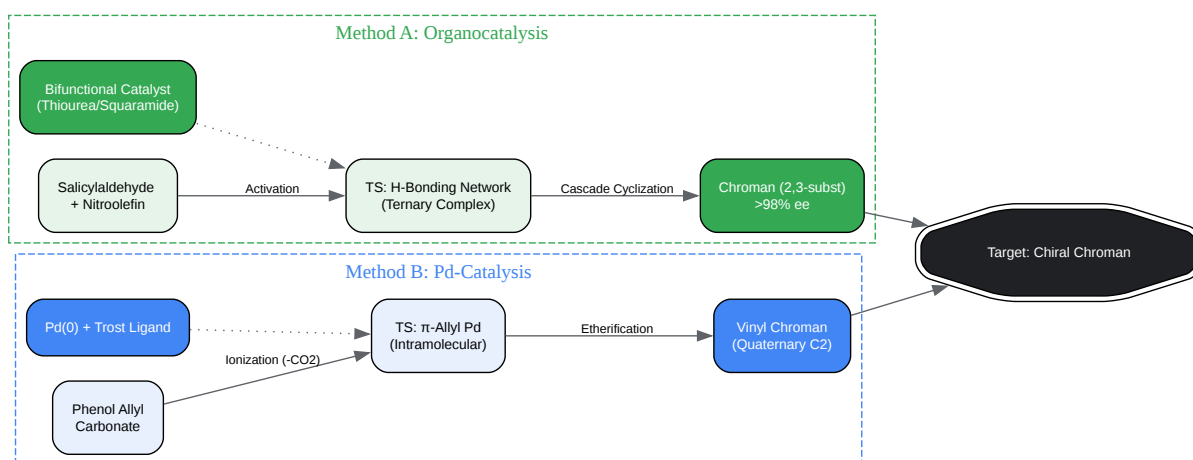 Method A: Organocatalysis
Bifunctional Catalyst
(Thiourea/Squaramide)
Salicylaldehyde
+ Nitroolefin
Activation
TS: H-Bonding Network
(Ternary Complex)
Cascade Cyclization
Chroman (2,3-subst)
>98% ee
Target: Chiral Chroman
Method B: Pd-Catalysis
Pd(0) + Trost Ligand
Ionization (-CO2)
Phenol Allyl
Carbonate
TS: π-Allyl Pd
(Intramolecular)
Etherification
Vinyl Chroman
(Quaternary C2)